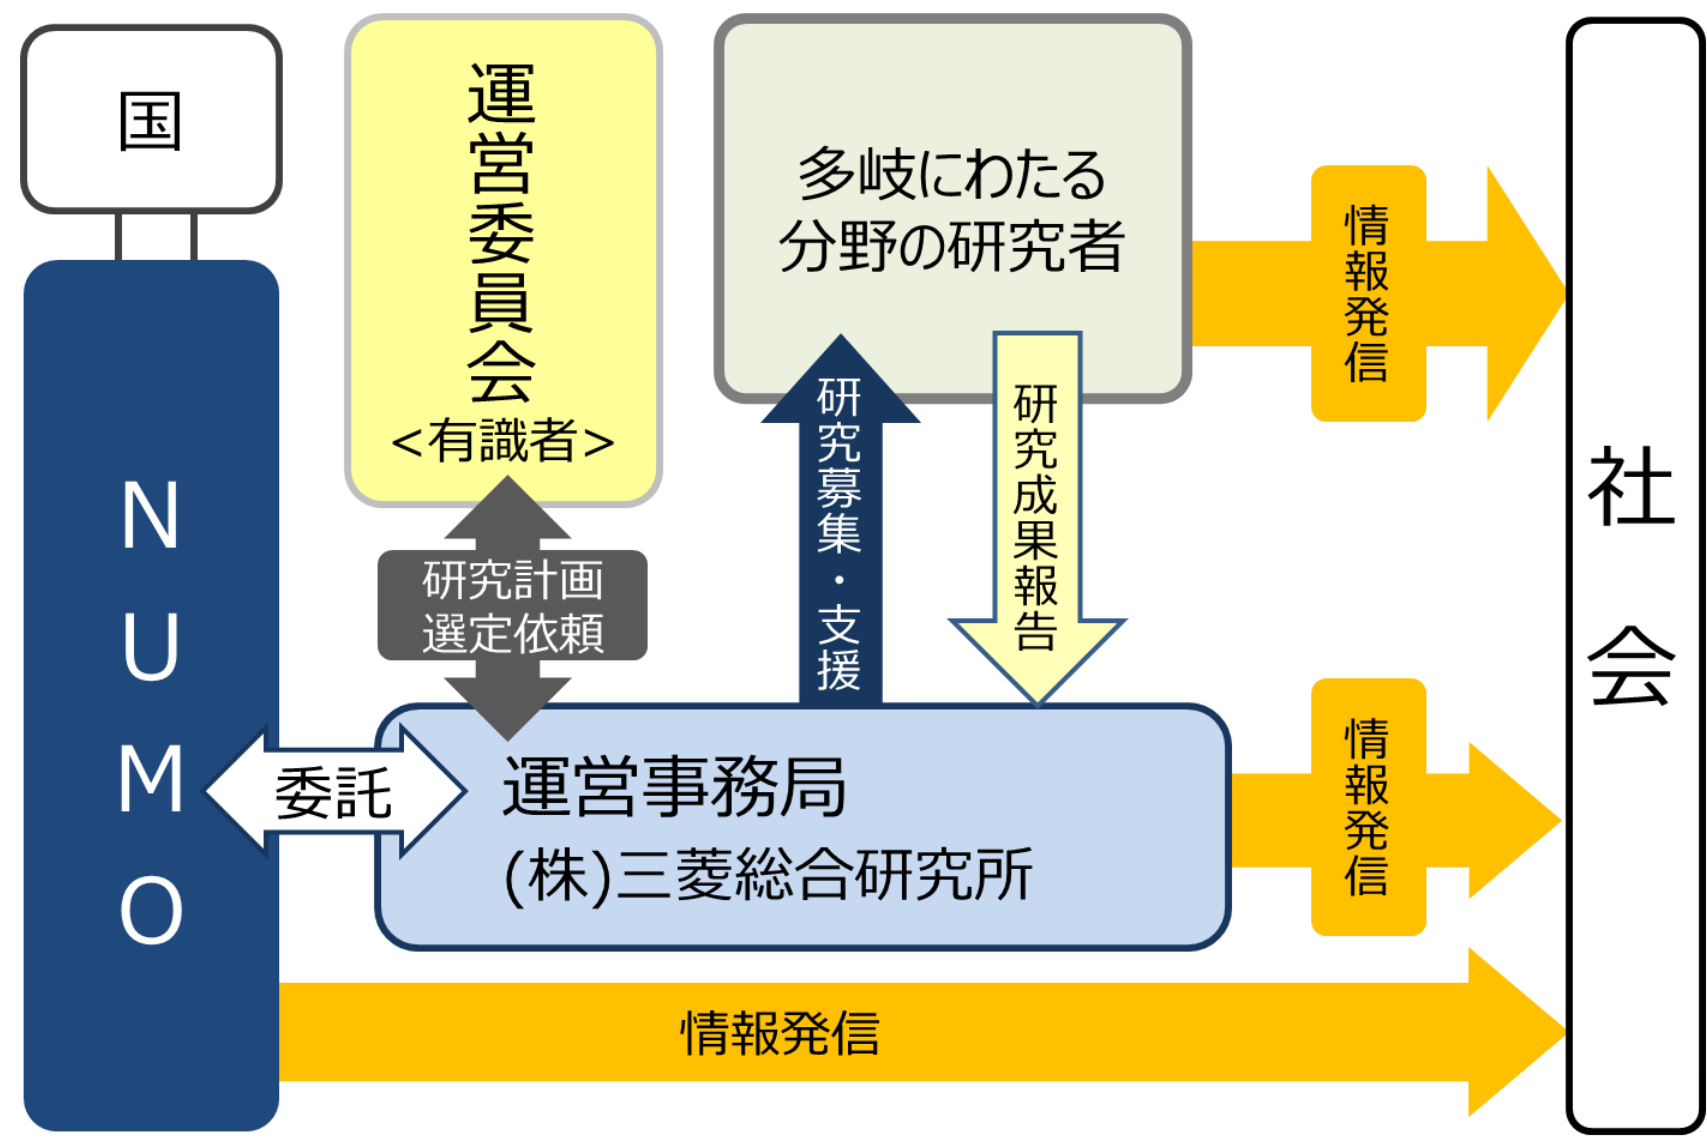 国
NUMO
運営委員会
<有識者>
研究計画
選定依頼
多岐にわたる
分野の研究者
研究募集・支援
研究成果報告
委託
運営事務局
(株)三菱総合研究所
情報発信
情報発信
情報発信
社会